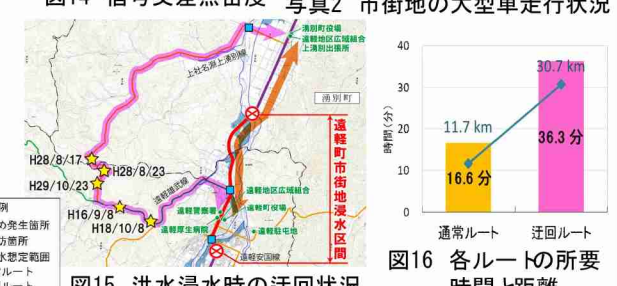 図14 信号交差点密度
写真2 市街地の大型車走行状況
湧別町役場
遠軽地区広域組合
上湧別出張所
上社名淵上湧別線
湧別町
H28/8/17
H28/8/23
H29/10/23
H16/9/8
H18/10/8
遠軽雄武線
遠軽地区広域組合
遠軽警察署
遠軽町役場
遠軽厚生病院
遠軽駐屯地
遠軽安国線
遠軽町市街地浸水区間
例
め発生箇所
防箇所
水想定範囲
ルート
ルート
図15 洪水浸水時の迂回状況
時間(分)
40
30
20
10
0
11.7 km
16.6 分
30.7 km
36.3 分
通常ルート
迂回ルート
図16 各ルートの所要
時間と距離